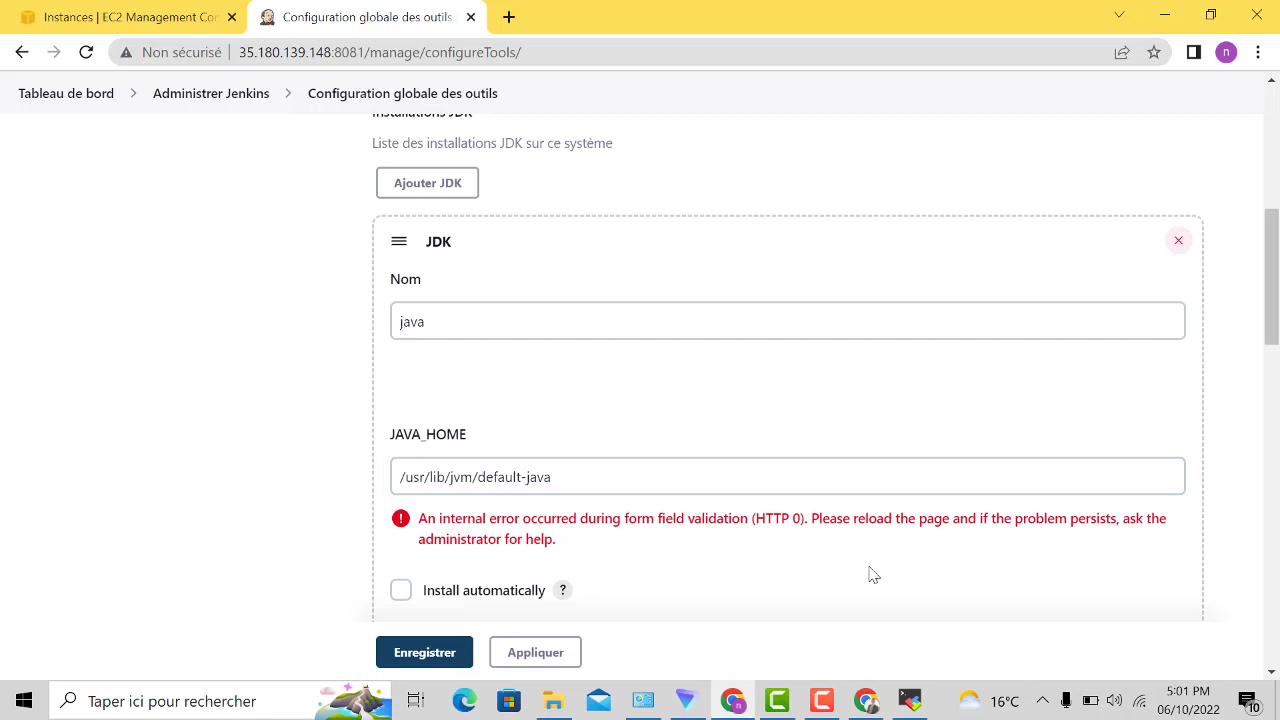 Instances | EC2 Management Con
Configuration globale des outils
Non sécurisé
35.180.139.148:8081/manage/configureTools/
n
Tableau de bord
Administrer Jenkins
Configuration globale des outils
Installations JDK
Liste des installations JDK sur ce système
Ajouter JDK
JDK
Nom
java
JAVA_HOME
/usr/lib/jvm/default-java
An internal error occurred during form field validation (HTTP 0). Please reload the page and if the problem persists, ask the
administrator for help.
Install automatically ?
Enregistrer
Appliquer
Taper ici pour rechercher
n
16°C
5:01 PM
06/10/2022
10